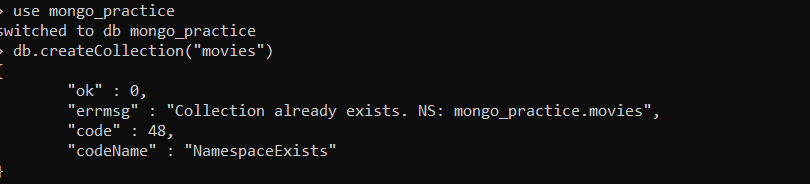 > use mongo_practice
switched to db mongo_practice
> db.createCollection("movies")
{
"ok" : 0,
"errmsg" : "Collection already exists. NS: mongo_practice.movies",
"code" : 48,
"codeName" : "NamespaceExists"
}